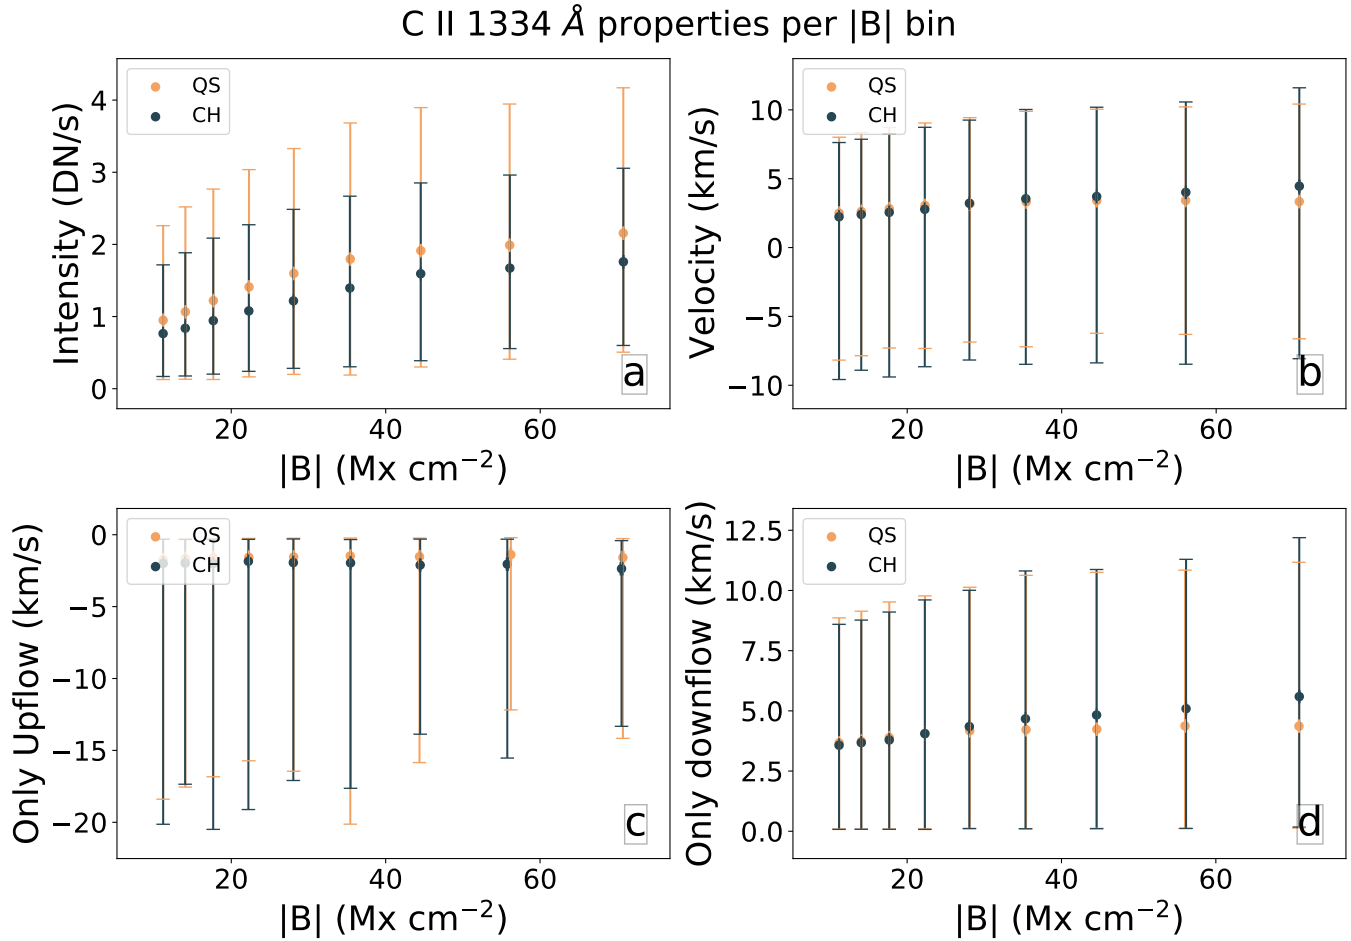 C II 1334 Å properties per |B| bin
Intensity (DN/s)
4
3
2
1
0
QS
CH
a
20
40
60
|B| (Mx cm⁻²)
Velocity (km/s)
10
5
0
−5
−10
QS
CH
b
20
40
60
|B| (Mx cm⁻²)
Only Upflow (km/s)
0
−5
−10
−15
−20
QS
CH
c
20
40
60
|B| (Mx cm⁻²)
Only downflow (km/s)
12.5
10.0
7.5
5.0
2.5
0.0
QS
CH
d
20
40
60
|B| (Mx cm⁻²)